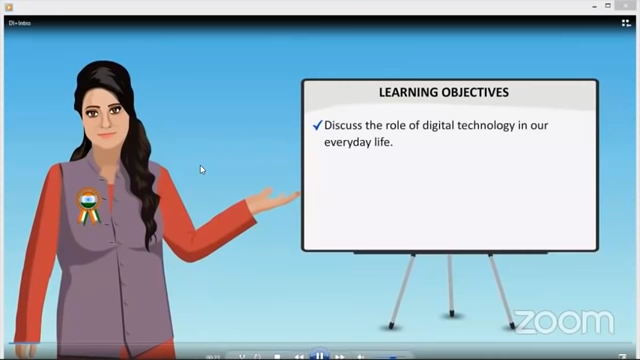 DI+Intro
LEARNING OBJECTIVES
✓Discuss the role of digital technology in our
everyday life.
zoom